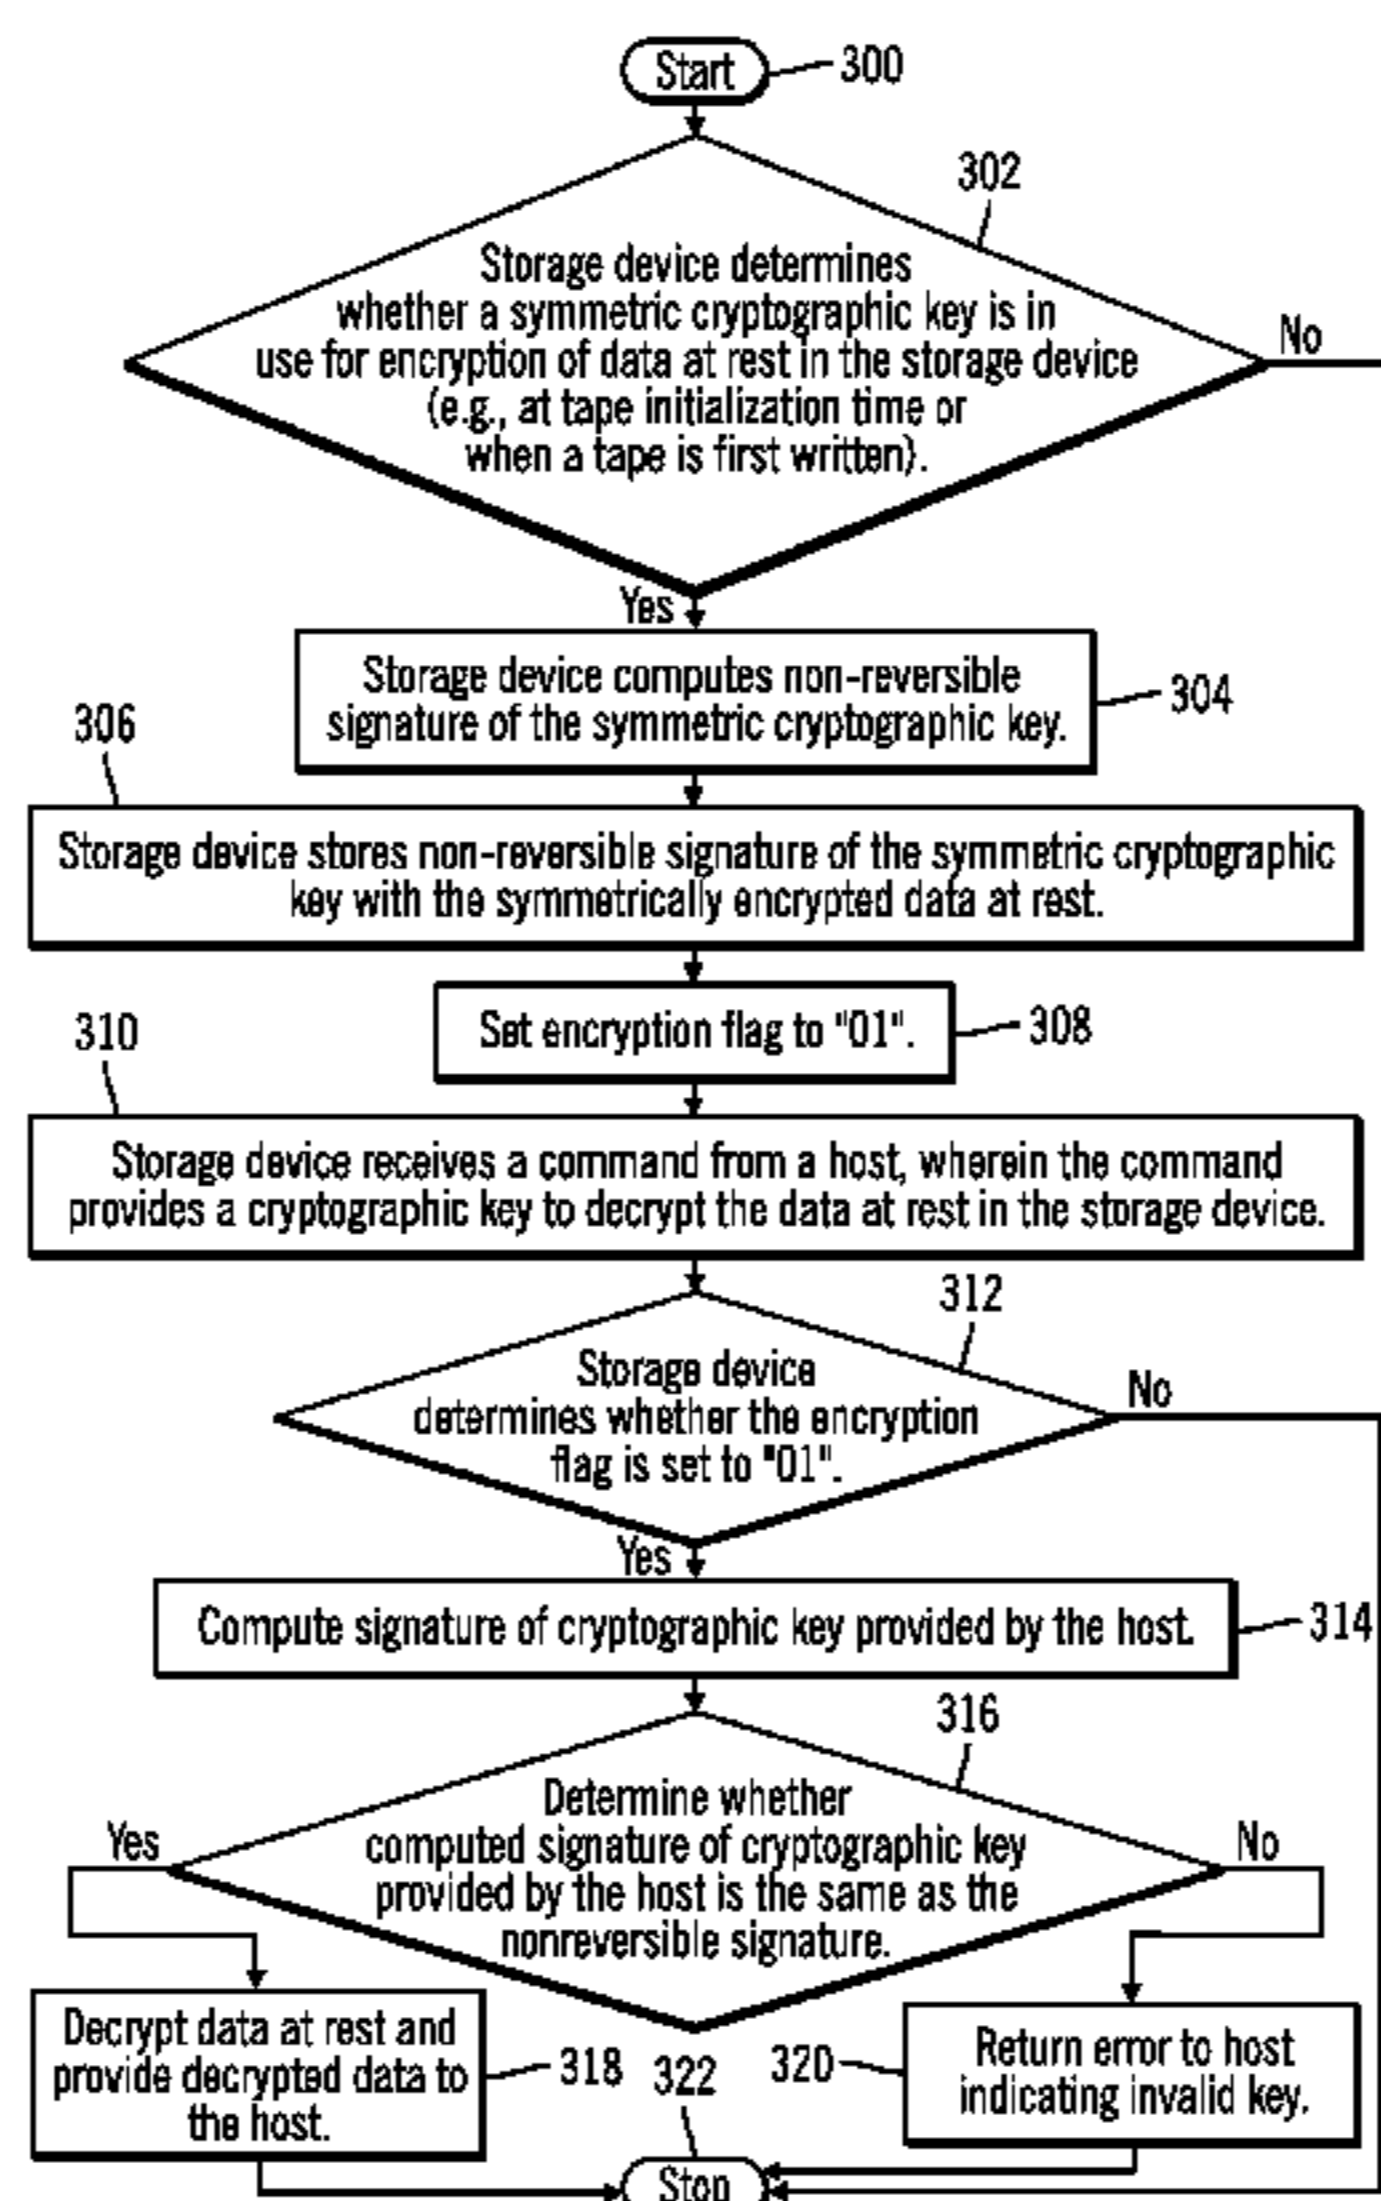 Start
300
302
Storage device determines
whether a symmetric cryptographic key is in
use for encryption of data at rest in the storage device
(e.g., at tape initialization time or
when a tape is first written).
No
Yes
Storage device computes non-reversible
signature of the symmetric cryptographic key.
304
306
Storage device stores non-reversible signature of the symmetric cryptographic
key with the symmetrically encrypted data at rest.
Set encryption flag to "01".
308
310
Storage device receives a command from a host, wherein the command
provides a cryptographic key to decrypt the data at rest in the storage device.
312
Storage device
determines whether the encryption
flag is set to "01".
No
Yes
Compute signature of cryptographic key provided by the host.
314
316
Determine whether
computed signature of cryptographic key
provided by the host is the same as the
nonreversible signature.
Yes
No
Decrypt data at rest and
provide decrypted data to
the host.
318
322
320
Return error to host
indicating invalid key.
Stop